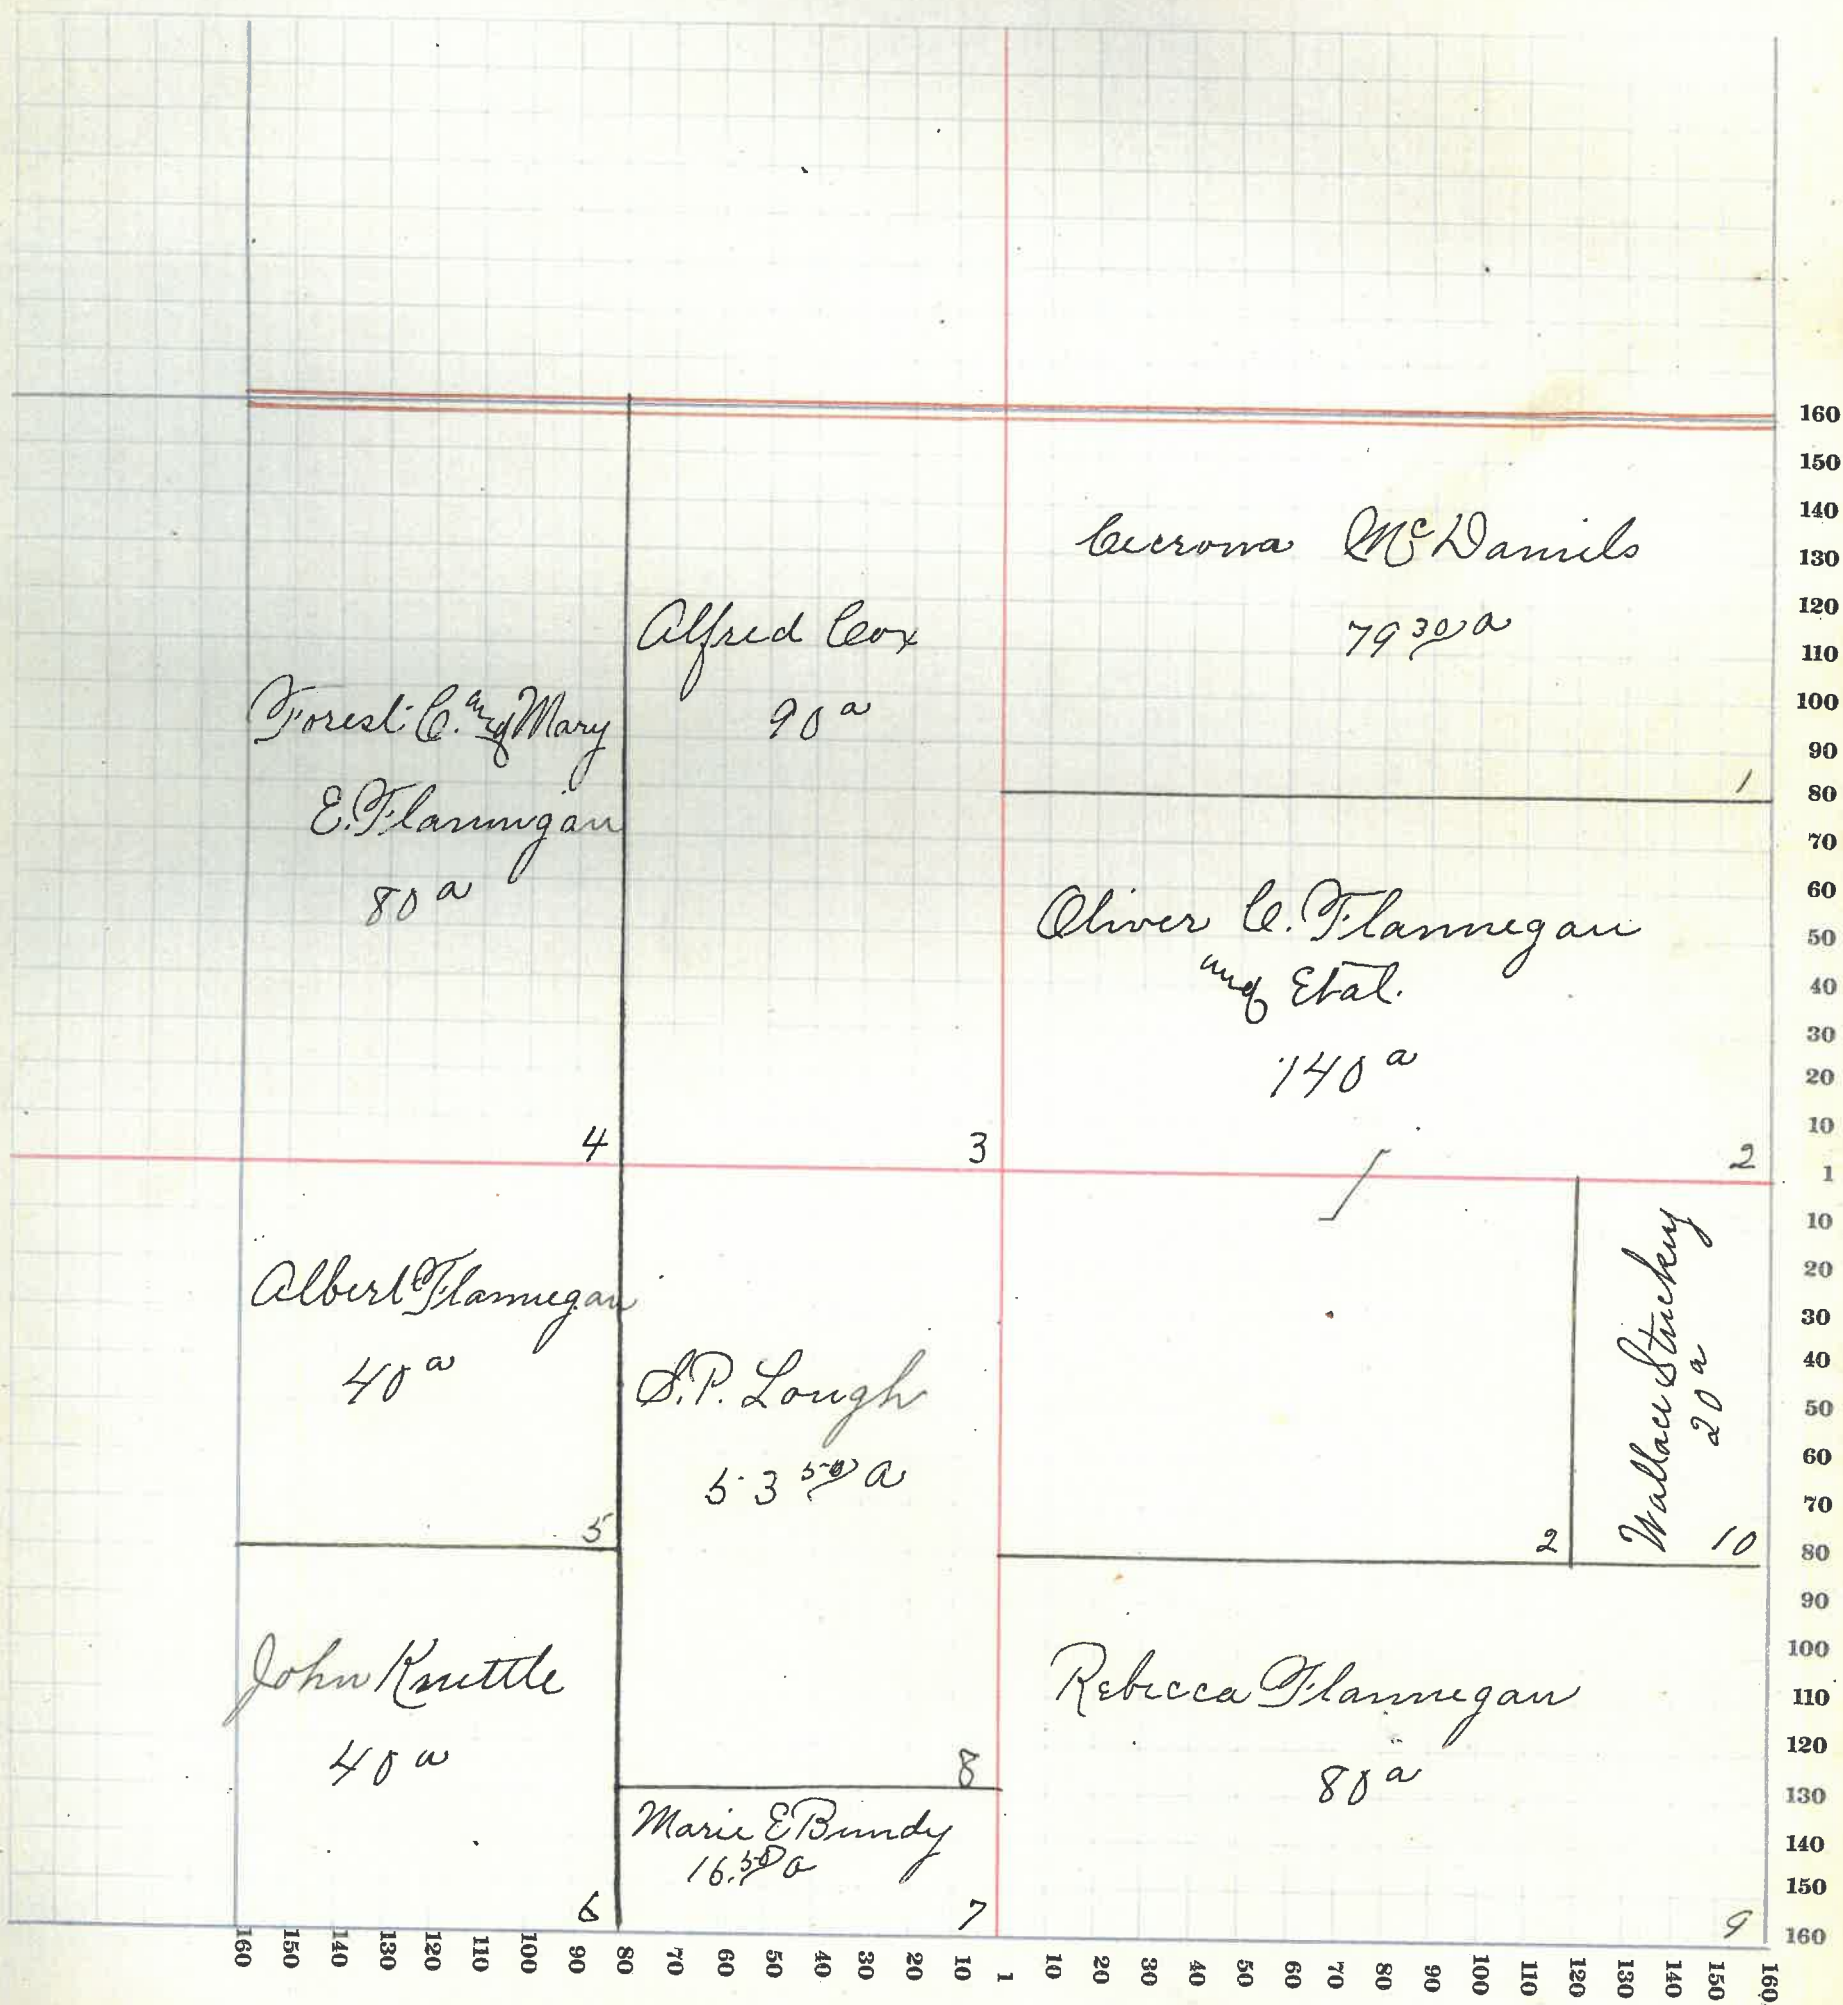 Forest C. and Mary
E. Flannigan
80 a
4
Alfred Cox
90 a
3
McDaniels
79 30 a
1
Oliver C. Flannegan
and Etal.
140 a
2
Albert Flannegan
40 a
5
S.P. Lough
53 50 a
8
2
Wallace Stuckey
20 a
10
John Knuttle
40 a
6
Marie E Bundy
16.50 a
7
Rebecca Flannegan
80 a
9
160
150
140
130
120
110
100
90
80
70
60
50
40
30
20
10
1
10
20
30
40
50
60
70
80
90
100
110
120
130
140
150
160
160 150 140 130 120 110 100 90 80 70 60 50 40 30 20 10 1 10 20 30 40 50 60 70 80 90 100 110 120 130 140 150 160